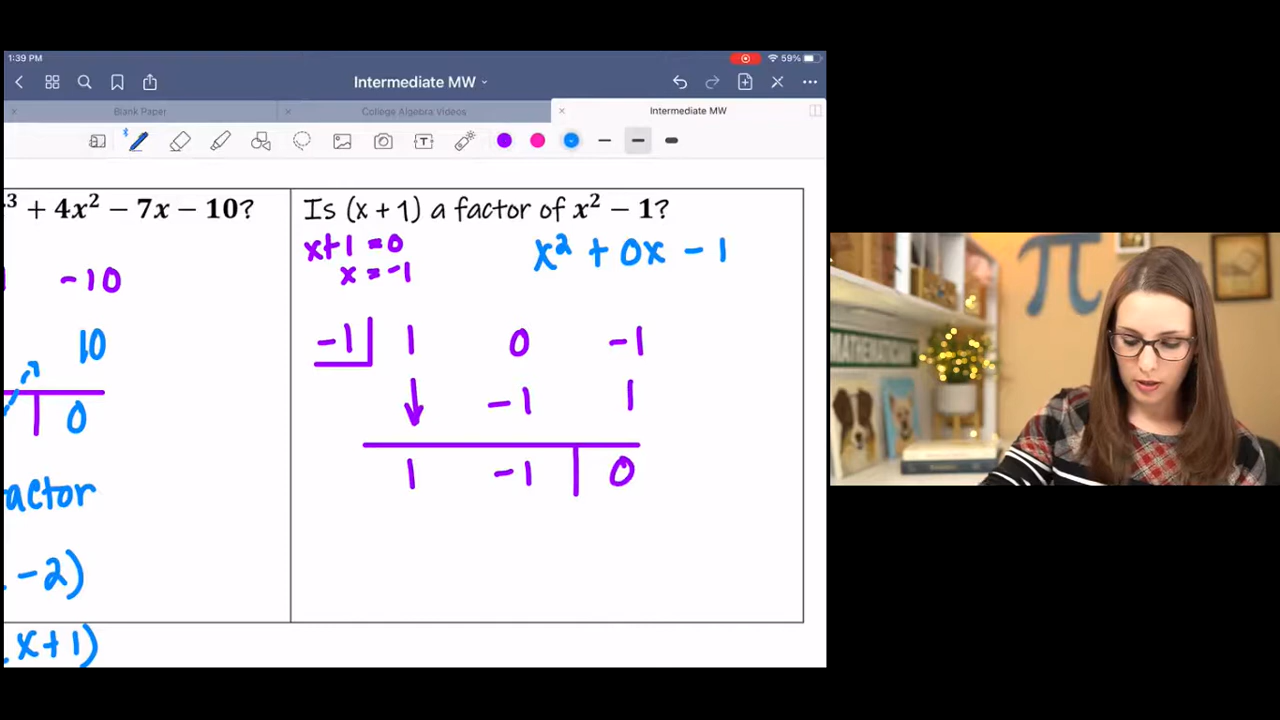 1:39 PM
59%
Intermediate MW
Blank Paper
College Algebra Videos
Intermediate MW
3 + 4x² − 7x − 10?
-10
10
0
actor
-2)
x+1)
Is (x + 1) a factor of x² − 1?
x+1 = 0
x = -1
x² + 0x - 1
-1 1 0 -1
-1 1
1 -1 0
MATHEMATICIAN
π